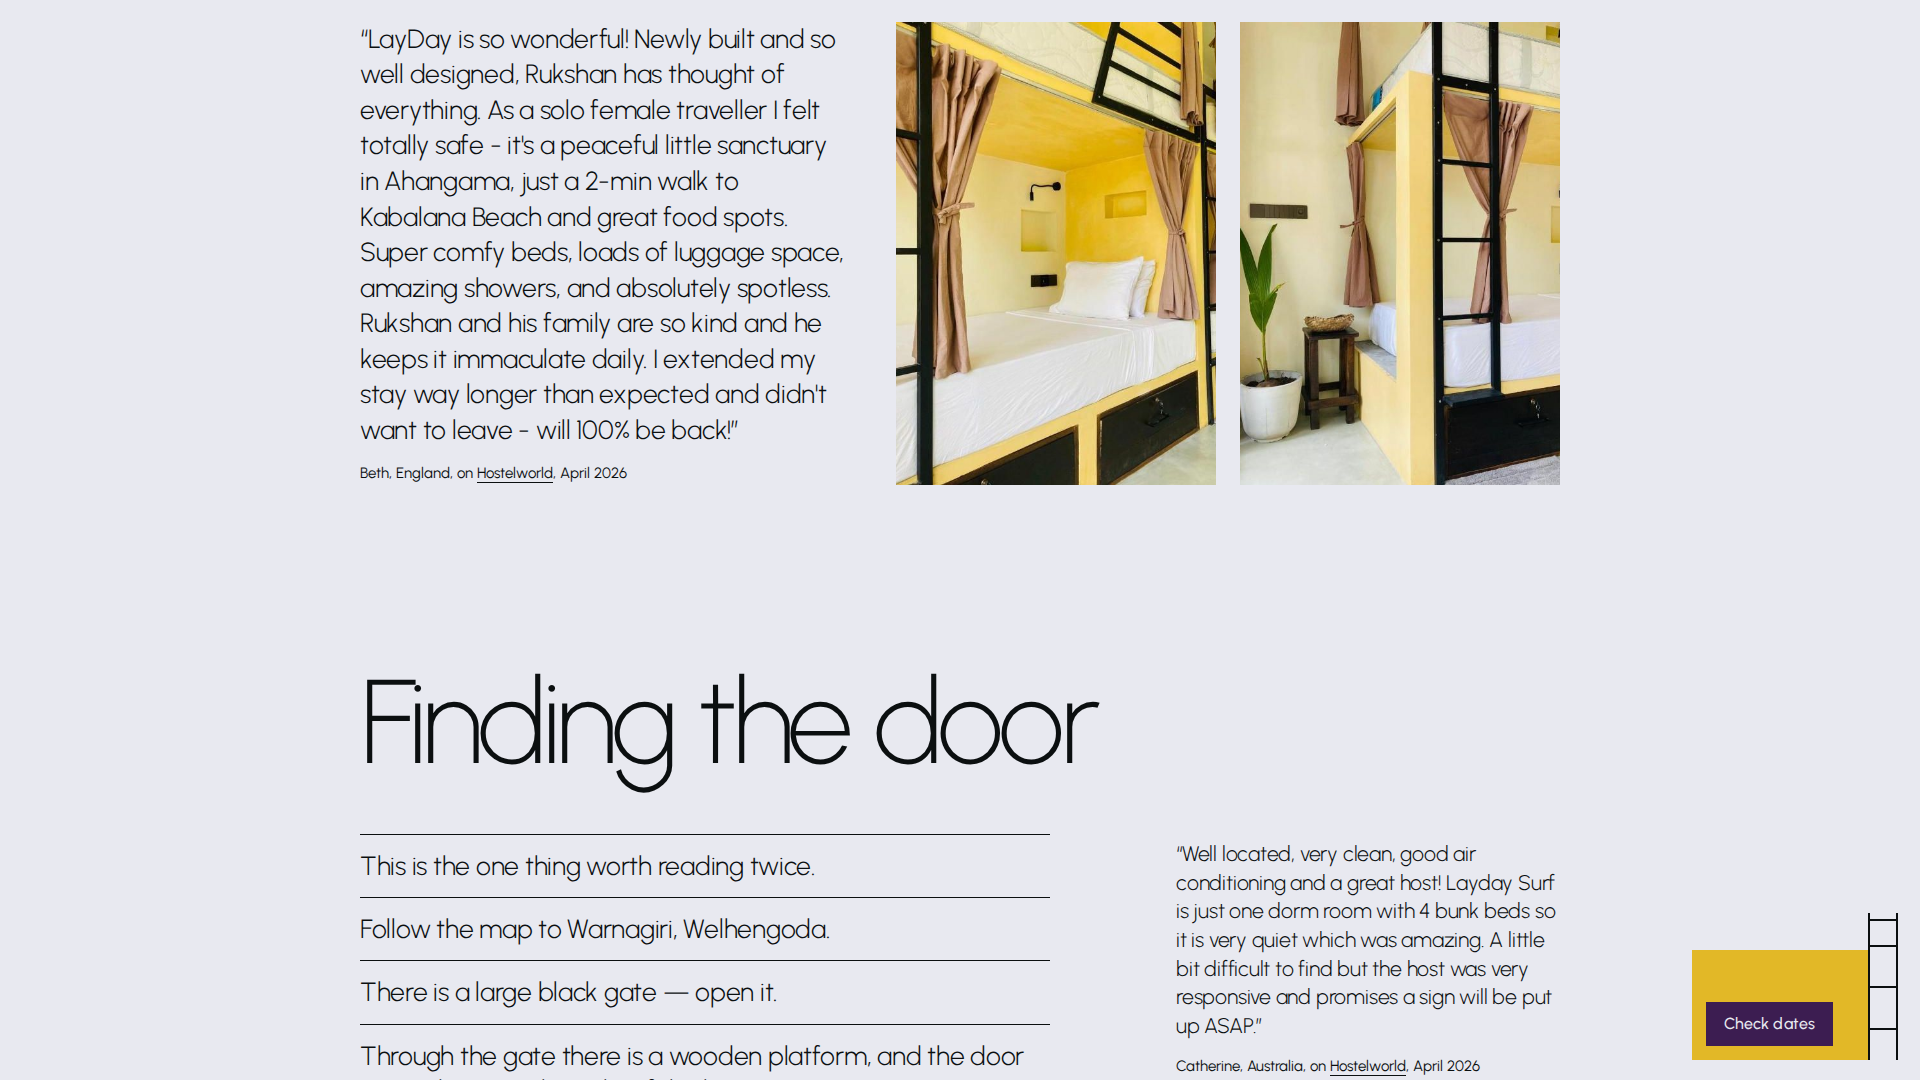 “LayDay is so wonderful! Newly built and so
well designed, Rukshan has thought of
everything. As a solo female traveller I felt
totally safe - it's a peaceful little sanctuary
in Ahangama, just a 2-min walk to
Kabalana Beach and great food spots.
Super comfy beds, loads of luggage space,
amazing showers, and absolutely spotless.
Rukshan and his family are so kind and he
keeps it immaculate daily. I extended my
stay way longer than expected and didn't
want to leave - will 100% be back!”
Beth, England, on Hostelworld, April 2026
Finding the door
This is the one thing worth reading twice.
Follow the map to Warnagiri, Welhengoda.
There is a large black gate — open it.
Through the gate there is a wooden platform, and the door
“Well located, very clean, good air
conditioning and a great host! Layday Surf
is just one dorm room with 4 bunk beds so
it is very quiet which was amazing. A little
bit difficult to find but the host was very
responsive and promises a sign will be put
up ASAP.”
Catherine, Australia, on Hostelworld, April 2026
Check dates